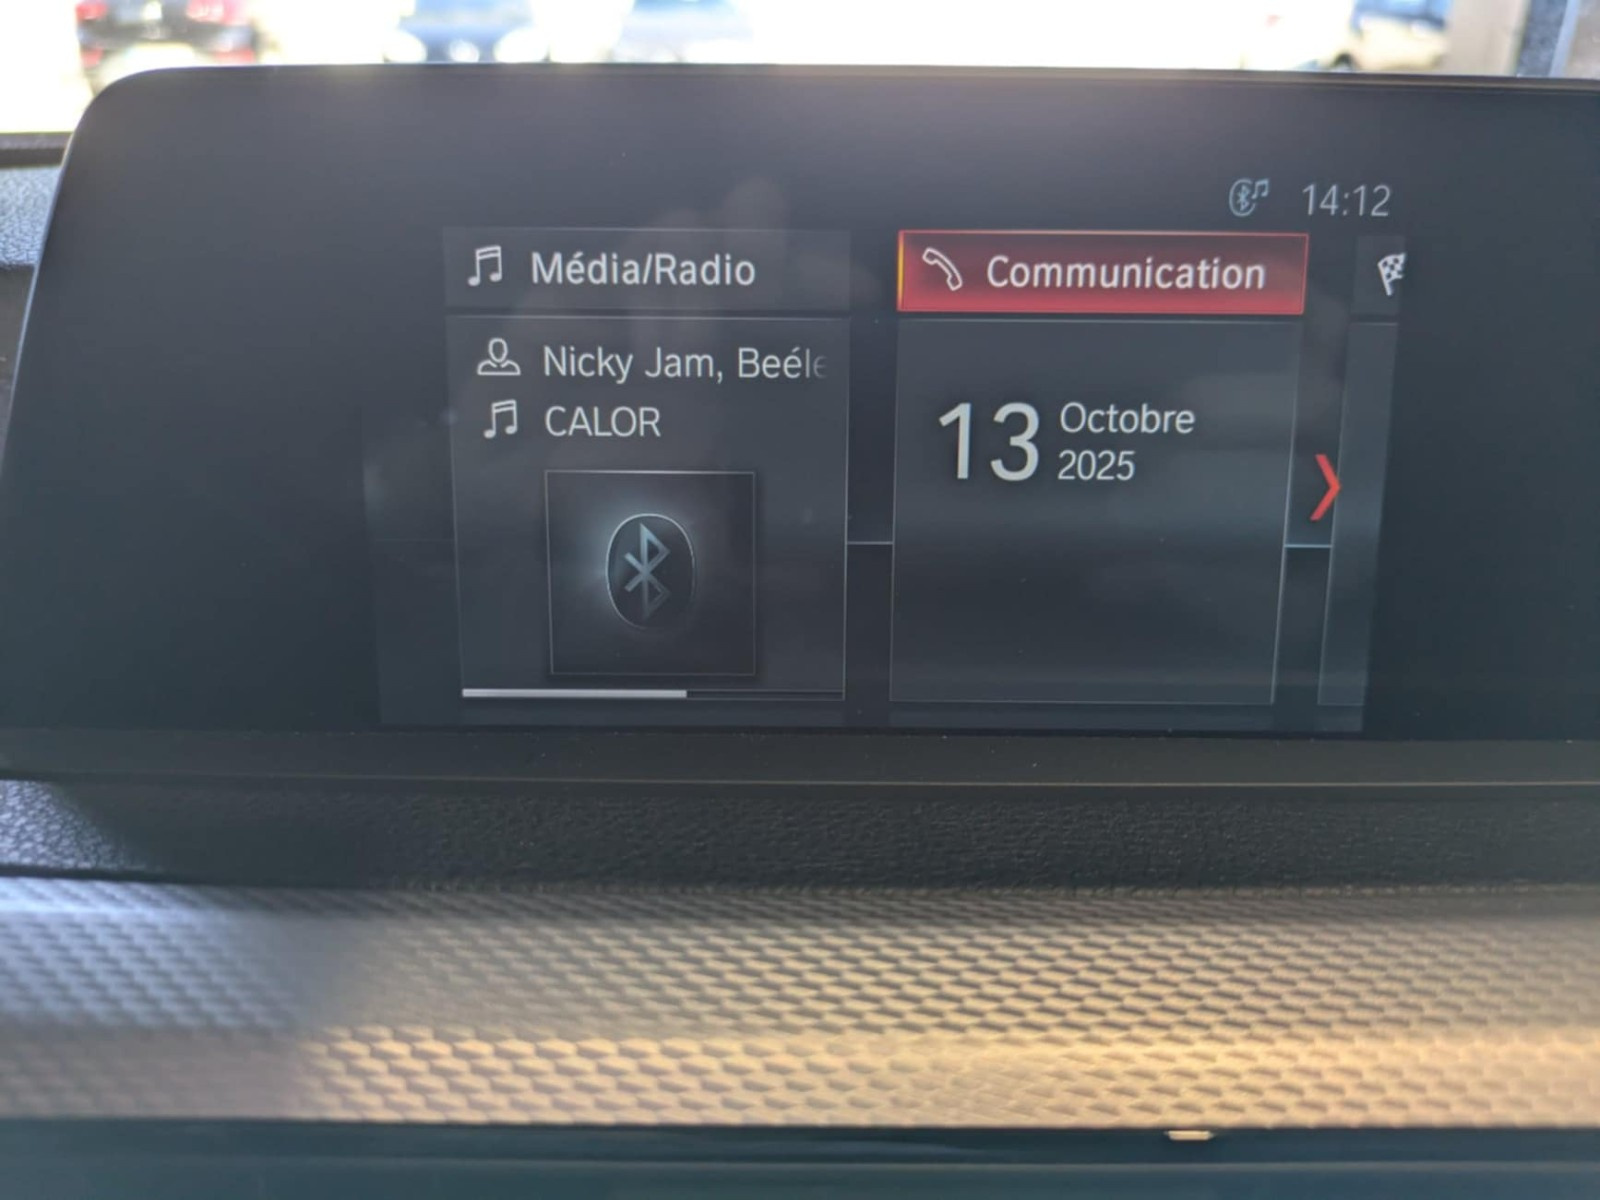 14:12
Média/Radio
Communication
Nicky Jam, Beéle
CALOR
13
Octobre
2025